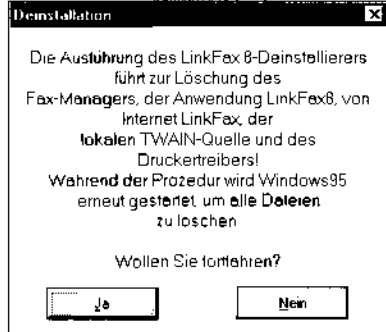 Deinstallation
Die Ausführung des LinkFax 8-Deinstallierers
führt zur Löschung des
Fax-Managers, der Anwendung LinkFax8, von
Internet LinkFax, der
lokalen TWAIN-Quelle und des
Druckertreibers!
Wahrend der Prozedur wird Windows95
erneut gestartet, um alle Dateien
zu loschen
Wollen Sie fortfahren?
Ja
Nein